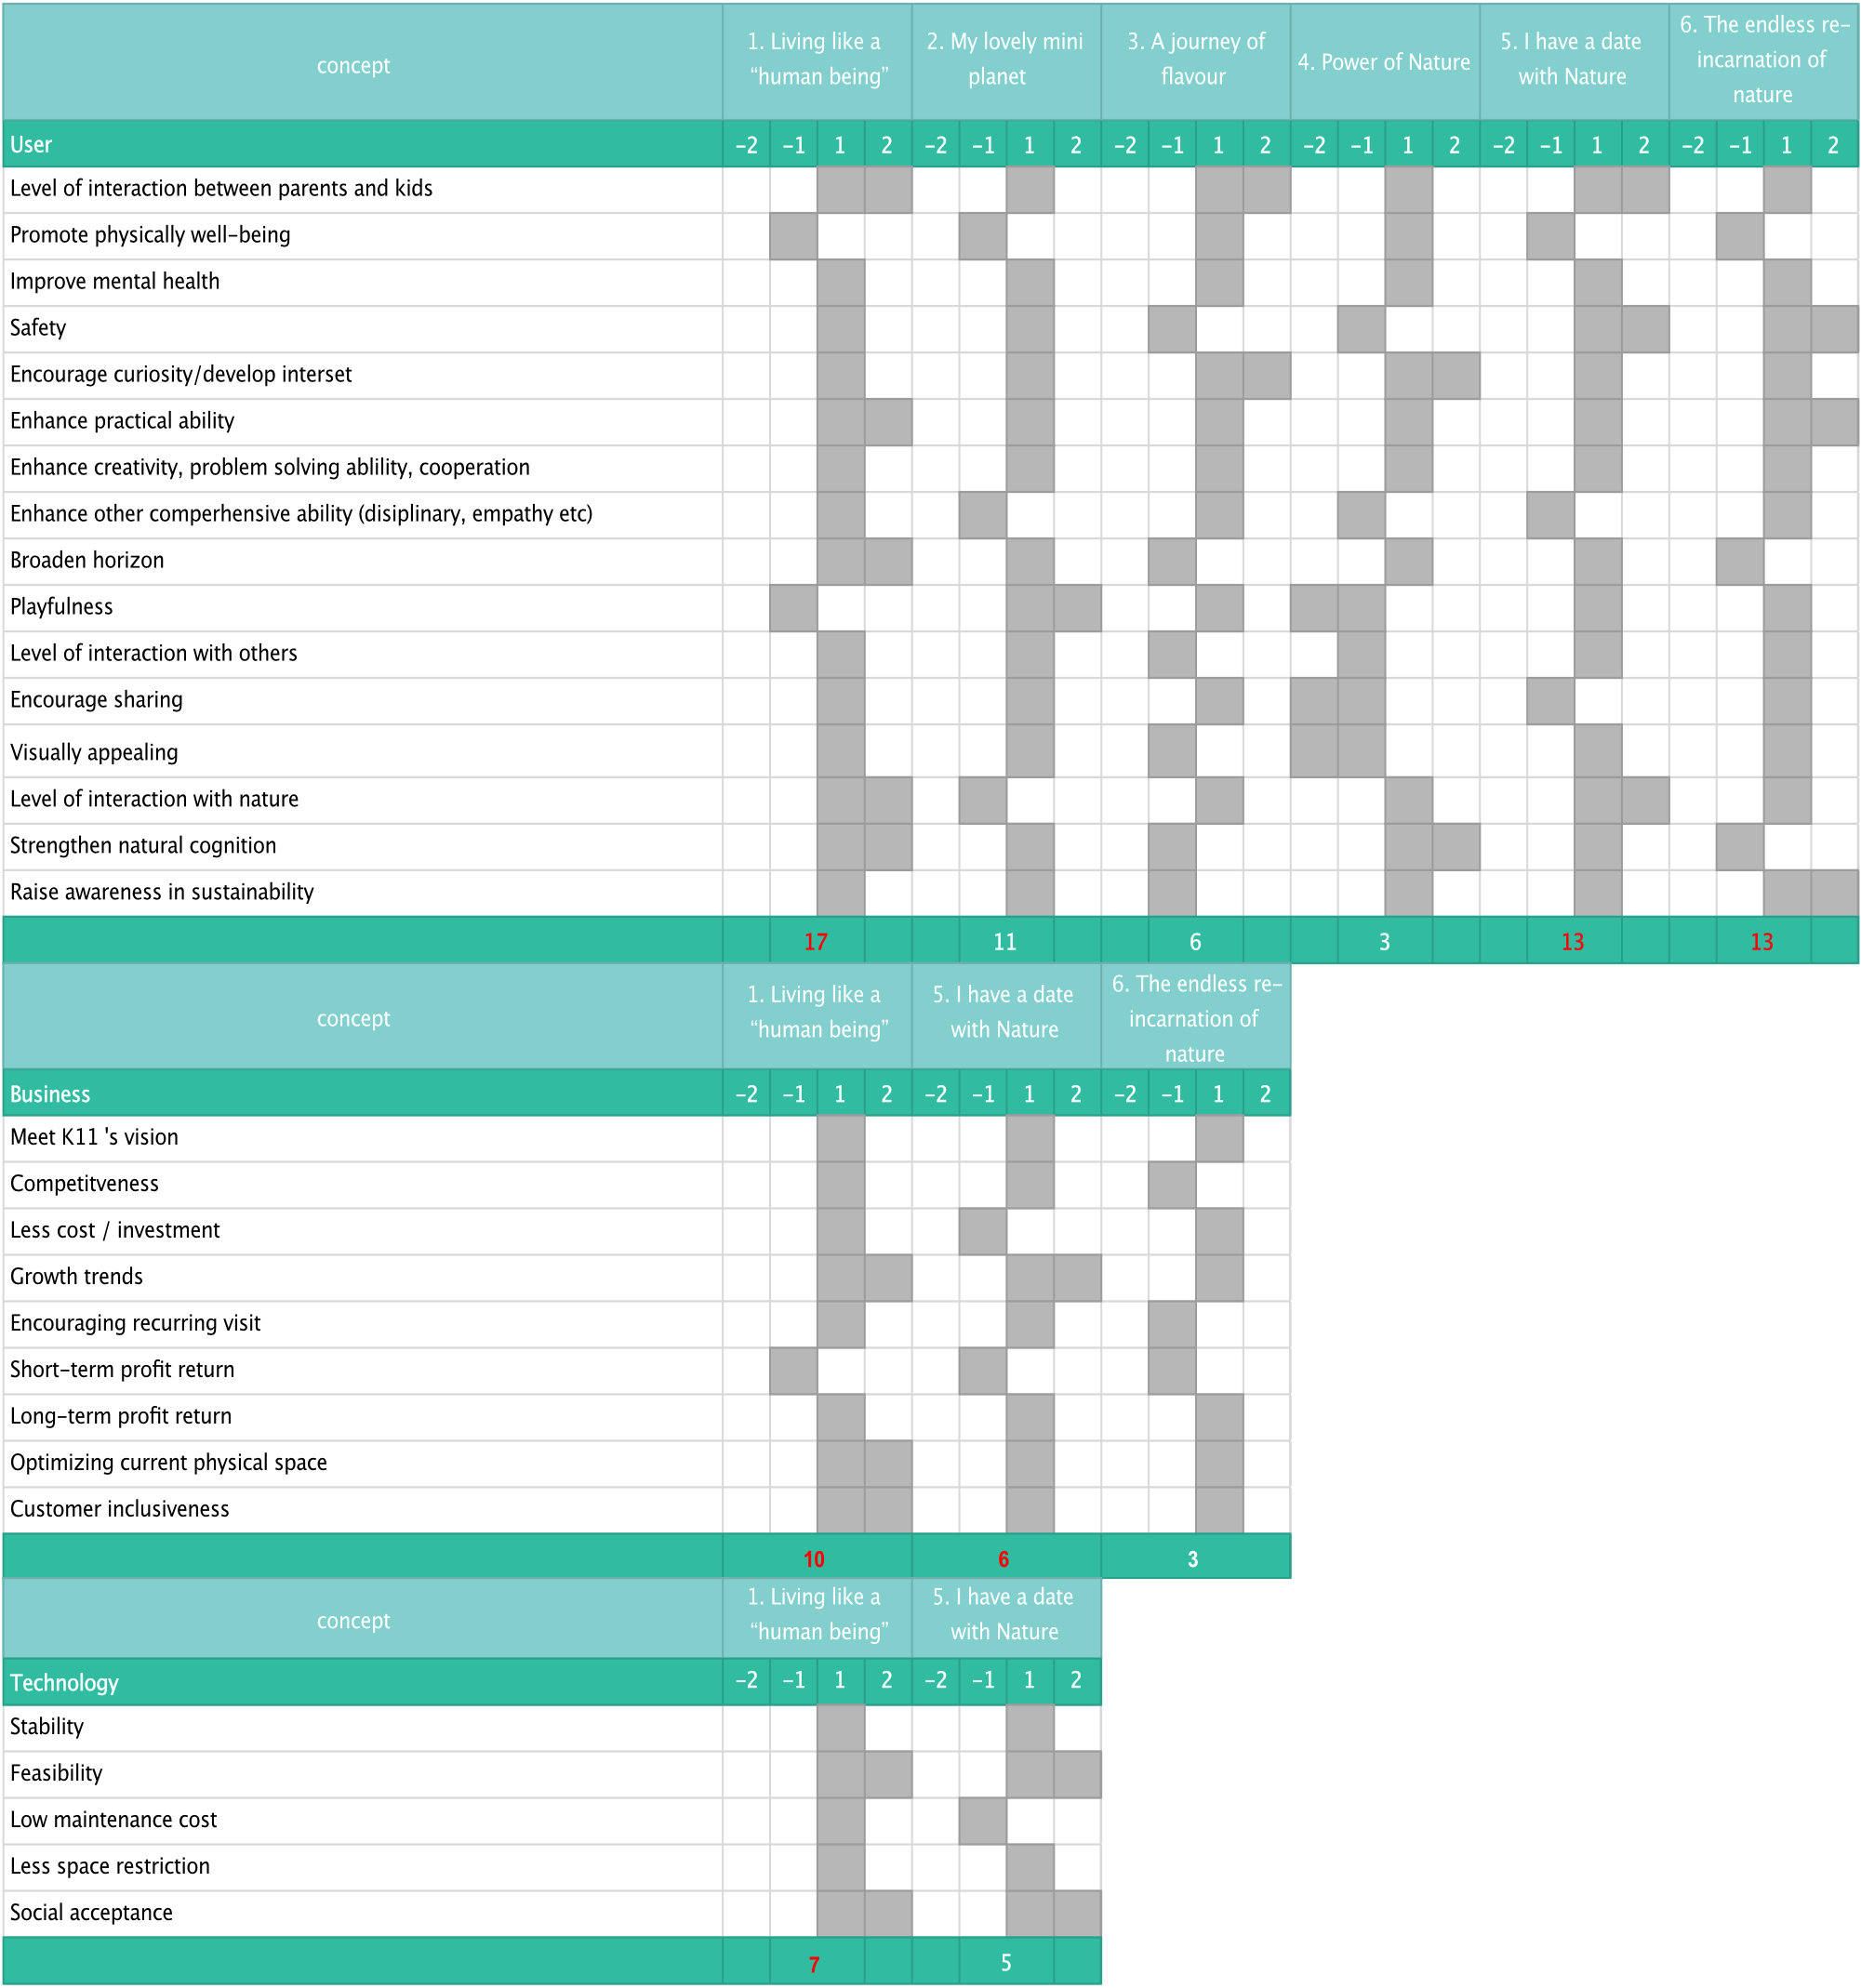 concept
1. Living like a
“human being”
2. My lovely mini
planet
3. A journey of
flavour
4. Power of Nature
5. I have a date
with Nature
6. The endless re-
incarnation of
nature
User -2 -1 1 2 -2 -1 1 2 -2 -1 1 2 -2 -1 1 2 -2 -1 1 2 -2 -1 1 2
Level of interaction between parents and kids
Promote physically well-being
Improve mental health
Safety
Encourage curiosity/develop interset
Enhance practical ability
Enhance creativity, problem solving ablility, cooperation
Enhance other comperhensive ability (disiplinary, empathy etc)
Broaden horizon
Playfulness
Level of interaction with others
Encourage sharing
Visually appealing
Level of interaction with nature
Strengthen natural cognition
Raise awareness in sustainability
17 11 6 3 13 13
concept
1. Living like a
“human being”
5. I have a date
with Nature
6. The endless re-
incarnation of
nature
Business -2 -1 1 2 -2 -1 1 2 -2 -1 1 2
Meet K11 's vision
Competitveness
Less cost / investment
Growth trends
Encouraging recurring visit
Short-term profit return
Long-term profit return
Optimizing current physical space
Customer inclusiveness
10 6 3
concept
1. Living like a
“human being”
5. I have a date
with Nature
Technology -2 -1 1 2 -2 -1 1 2
Stability
Feasibility
Low maintenance cost
Less space restriction
Social acceptance
7 5